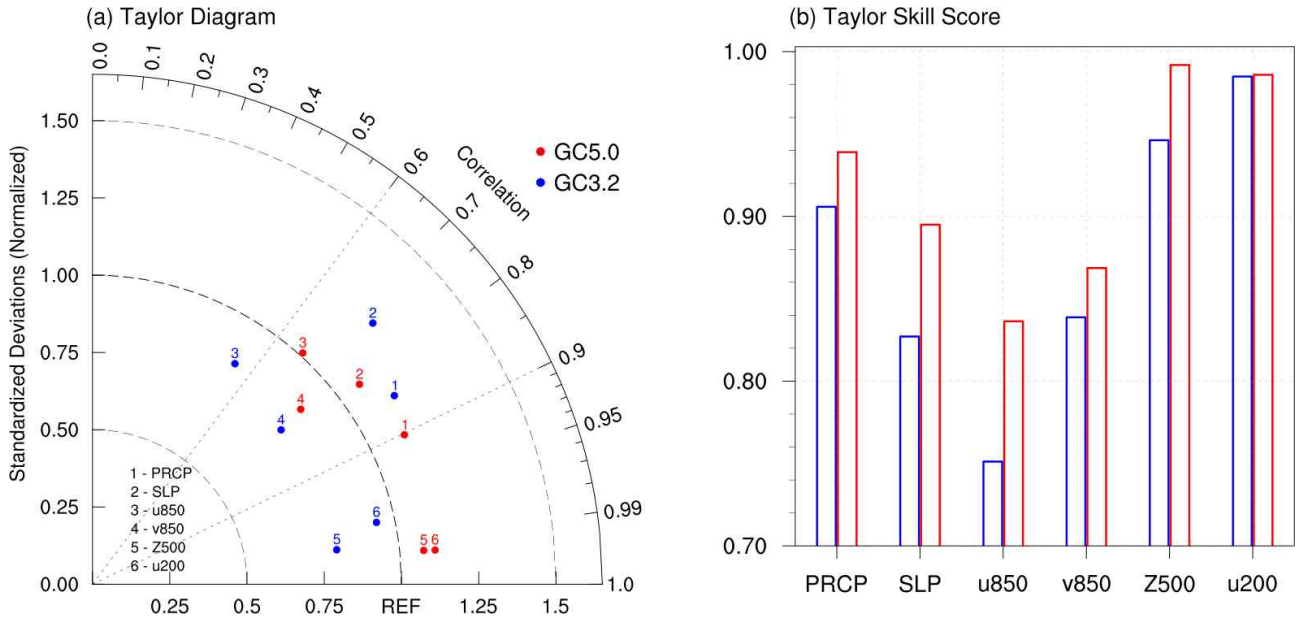 (a) Taylor Diagram
0.0
0.1
0.2
0.3
0.4
0.5
0.6
0.7
0.8
0.9
0.95
0.99
1.0
Correlation
GC5.0
GC3.2
Standardized Deviations (Normalized)
1.50
1.25
1.00
0.75
0.50
0.25
0.00
0.25
0.5
0.75
REF
1.25
1.5
2
3
3
2
1
4
4
1
6
5
5 6
1 - PRCP
2 - SLP
3 - u850
4 - v850
5 - Z500
6 - u200
(b) Taylor Skill Score
1.00
0.90
0.80
0.70
PRCP SLP u850 v850 Z500 u200